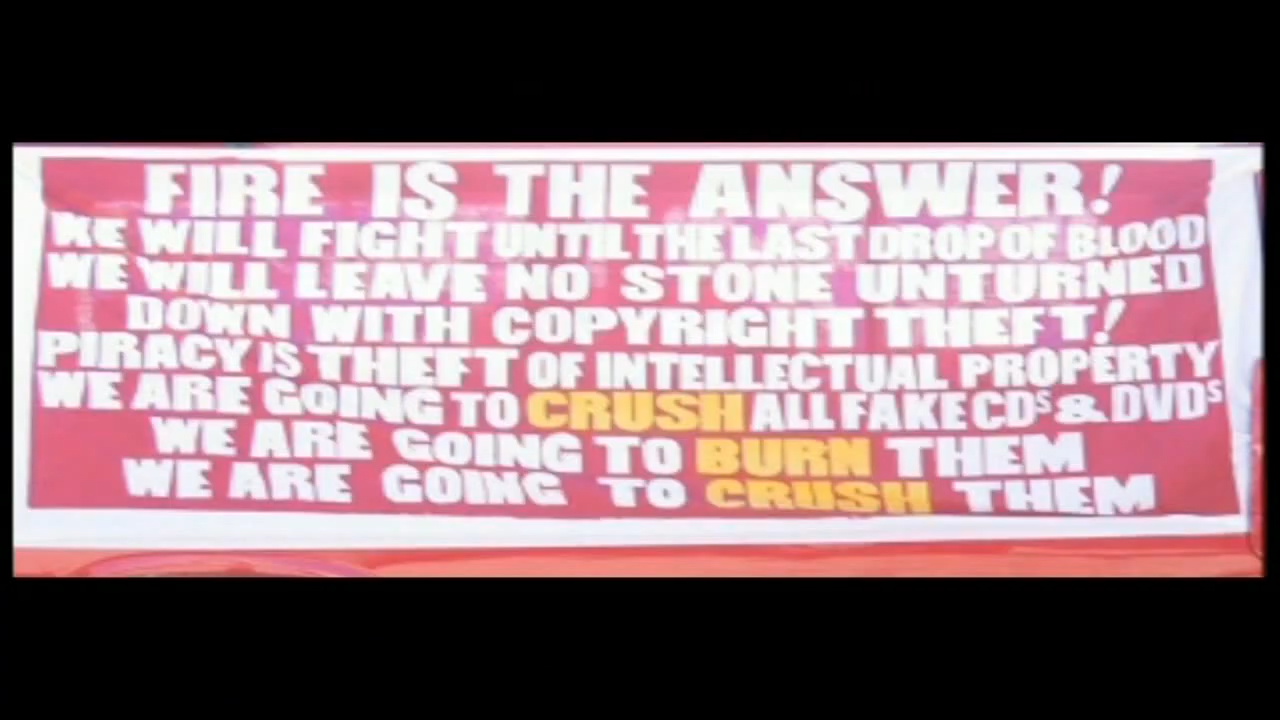 FIRE IS THE ANSWER!
WE WILL FIGHT UNTIL THE LAST DROP OF BLOOD
WE WILL LEAVE NO STONE UNTURNED
DOWN WITH COPYRIGHT THEFT!
PIRACY IS THEFT OF INTELLECTUAL PROPERTY
WE ARE GOING TO CRUSH ALL FAKE CDs & DVDs
WE ARE GOING TO BURN THEM
WE ARE GOING TO CRUSH THEM